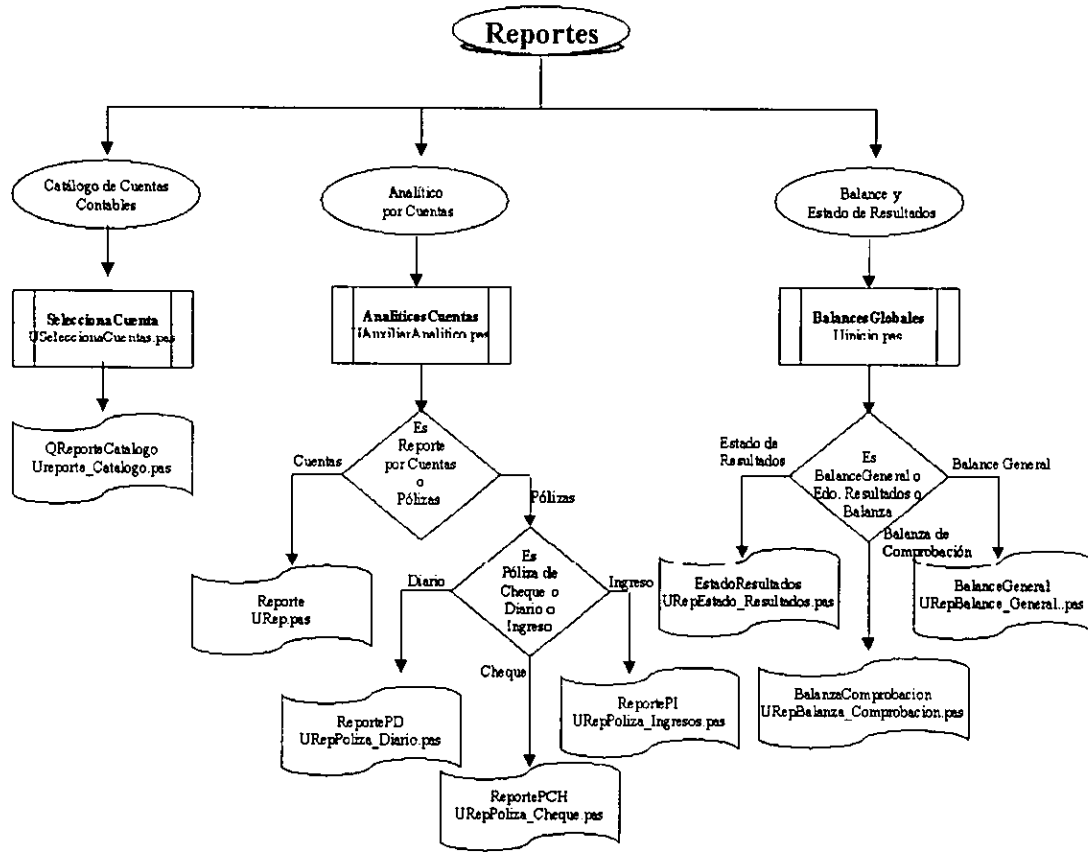 Reportes
Catálogo de Cuentas
Contables
Analítico
por Cuentas
Balance y
Estado de Resultados
SeleccionaCuenta
USeleccionaCuentas.pas
AnaliticosCuentas
UAuxiliarAnalitico.pas
BalancesGlobales
Uinicio.pas
QReporteCatalogo
Ureporte_Catalogo.pas
Es
Reporte
por Cuentas
o
Pólizas
Cuentas
Pólizas
Estado de
Resultados
Es
BalanceGeneral o
Edo. Resultados o
Balanza
Balance General
Balanza de
Comprobación
Reporte
URep.pas
Diario
Es
Póliza de
Cheque o
Diario o
Ingreso
Ingreso
Cheque
EstadoResultados
URepEstado_Resultados.pas
BalanceGeneral
URepBalance_General..pas
ReportePD
URepPoliza_Diario.pas
ReportePI
URepPoliza_Ingresos.pas
BalanzaComprobacion
URepBalanza_Comprobacion.pas
ReportePCH
URepPoliza_Cheque.pas